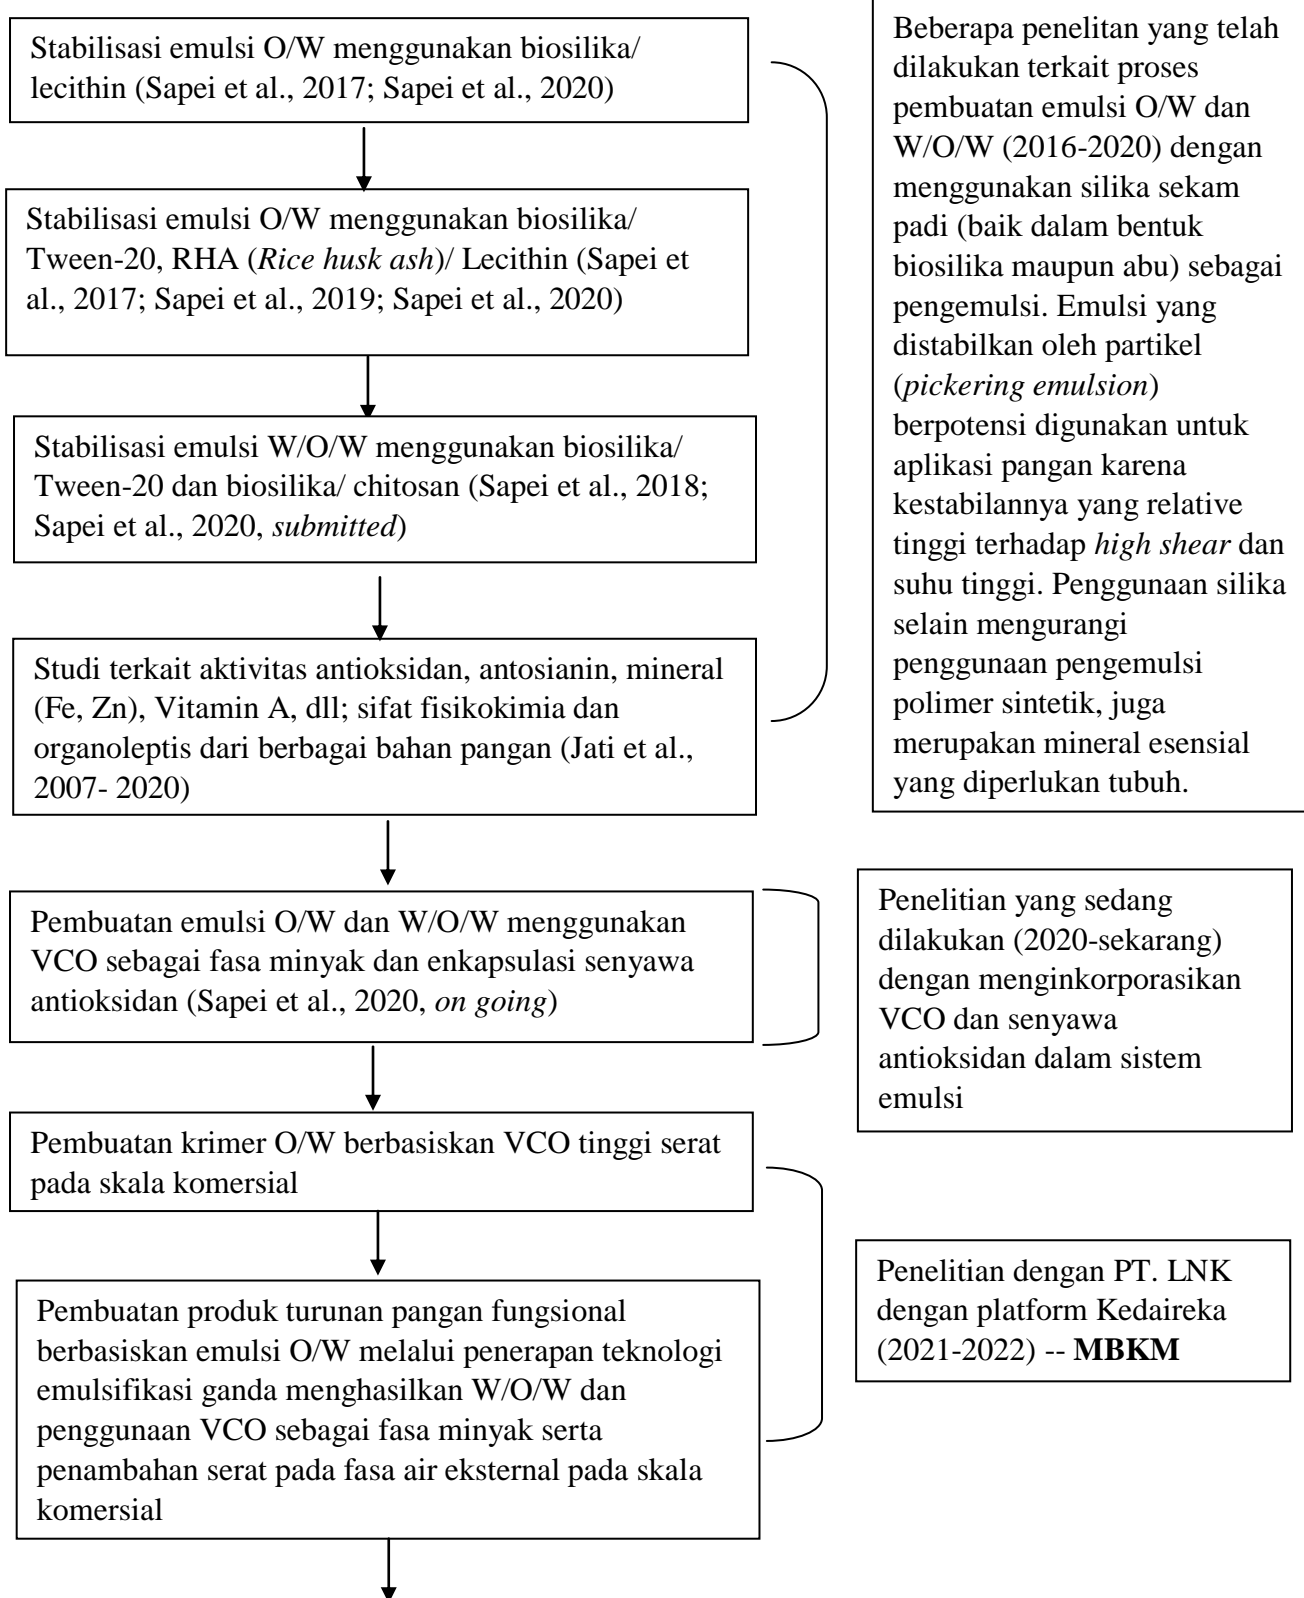 Stabilisasi emulsi O/W menggunakan biosilika/
lecithin (Sapei et al., 2017; Sapei et al., 2020)
Stabilisasi emulsi O/W menggunakan biosilika/
Tween-20, RHA (Rice husk ash)/ Lecithin (Sapei et
al., 2017; Sapei et al., 2019; Sapei et al., 2020)
Stabilisasi emulsi W/O/W menggunakan biosilika/
Tween-20 dan biosilika/ chitosan (Sapei et al., 2018;
Sapei et al., 2020, submitted)
Studi terkait aktivitas antioksidan, antosianin, mineral
(Fe, Zn), Vitamin A, dll; sifat fisikokimia dan
organoleptis dari berbagai bahan pangan (Jati et al.,
2007- 2020)
Beberapa penelitan yang telah
dilakukan terkait proses
pembuatan emulsi O/W dan
W/O/W (2016-2020) dengan
menggunakan silika sekam
padi (baik dalam bentuk
biosilika maupun abu) sebagai
pengemulsi. Emulsi yang
distabilkan oleh partikel
(pickering emulsion)
berpotensi digunakan untuk
aplikasi pangan karena
kestabilannya yang relative
tinggi terhadap high shear dan
suhu tinggi. Penggunaan silika
selain mengurangi
penggunaan pengemulsi
polimer sintetik, juga
merupakan mineral esensial
yang diperlukan tubuh.
Pembuatan emulsi O/W dan W/O/W menggunakan
VCO sebagai fasa minyak dan enkapsulasi senyawa
antioksidan (Sapei et al., 2020, on going)
Penelitian yang sedang
dilakukan (2020-sekarang)
dengan menginkorporasikan
VCO dan senyawa
antioksidan dalam sistem
emulsi
Pembuatan krimer O/W berbasiskan VCO tinggi serat
pada skala komersial
Pembuatan produk turunan pangan fungsional
berbasiskan emulsi O/W melalui penerapan teknologi
emulsifikasi ganda menghasilkan W/O/W dan
penggunaan VCO sebagai fasa minyak serta
penambahan serat pada fasa air eksternal pada skala
komersial
Penelitian dengan PT. LNK
dengan platform Kedaireka
(2021-2022) -- MBKM